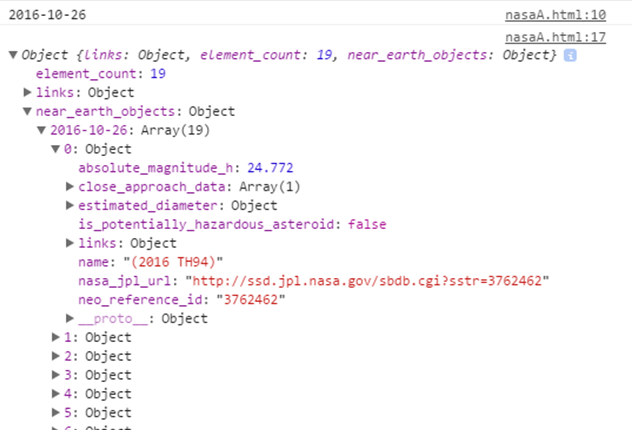 2016-10-26 nasaA.html:10
nasaA.html:17
Object {links: Object, element_count: 19, near_earth_objects: Object}
element_count: 19
links: Object
near_earth_objects: Object
2016-10-26: Array(19)
0: Object
absolute_magnitude_h: 24.772
close_approach_data: Array(1)
estimated_diameter: Object
is_potentially_hazardous_asteroid: false
links: Object
name: "(2016 TH94)"
nasa_jpl_url: "http://ssd.jpl.nasa.gov/sbdb.cgi?sstr=3762462"
neo_reference_id: "3762462"
__proto__: Object
1: Object
2: Object
3: Object
4: Object
5: Object